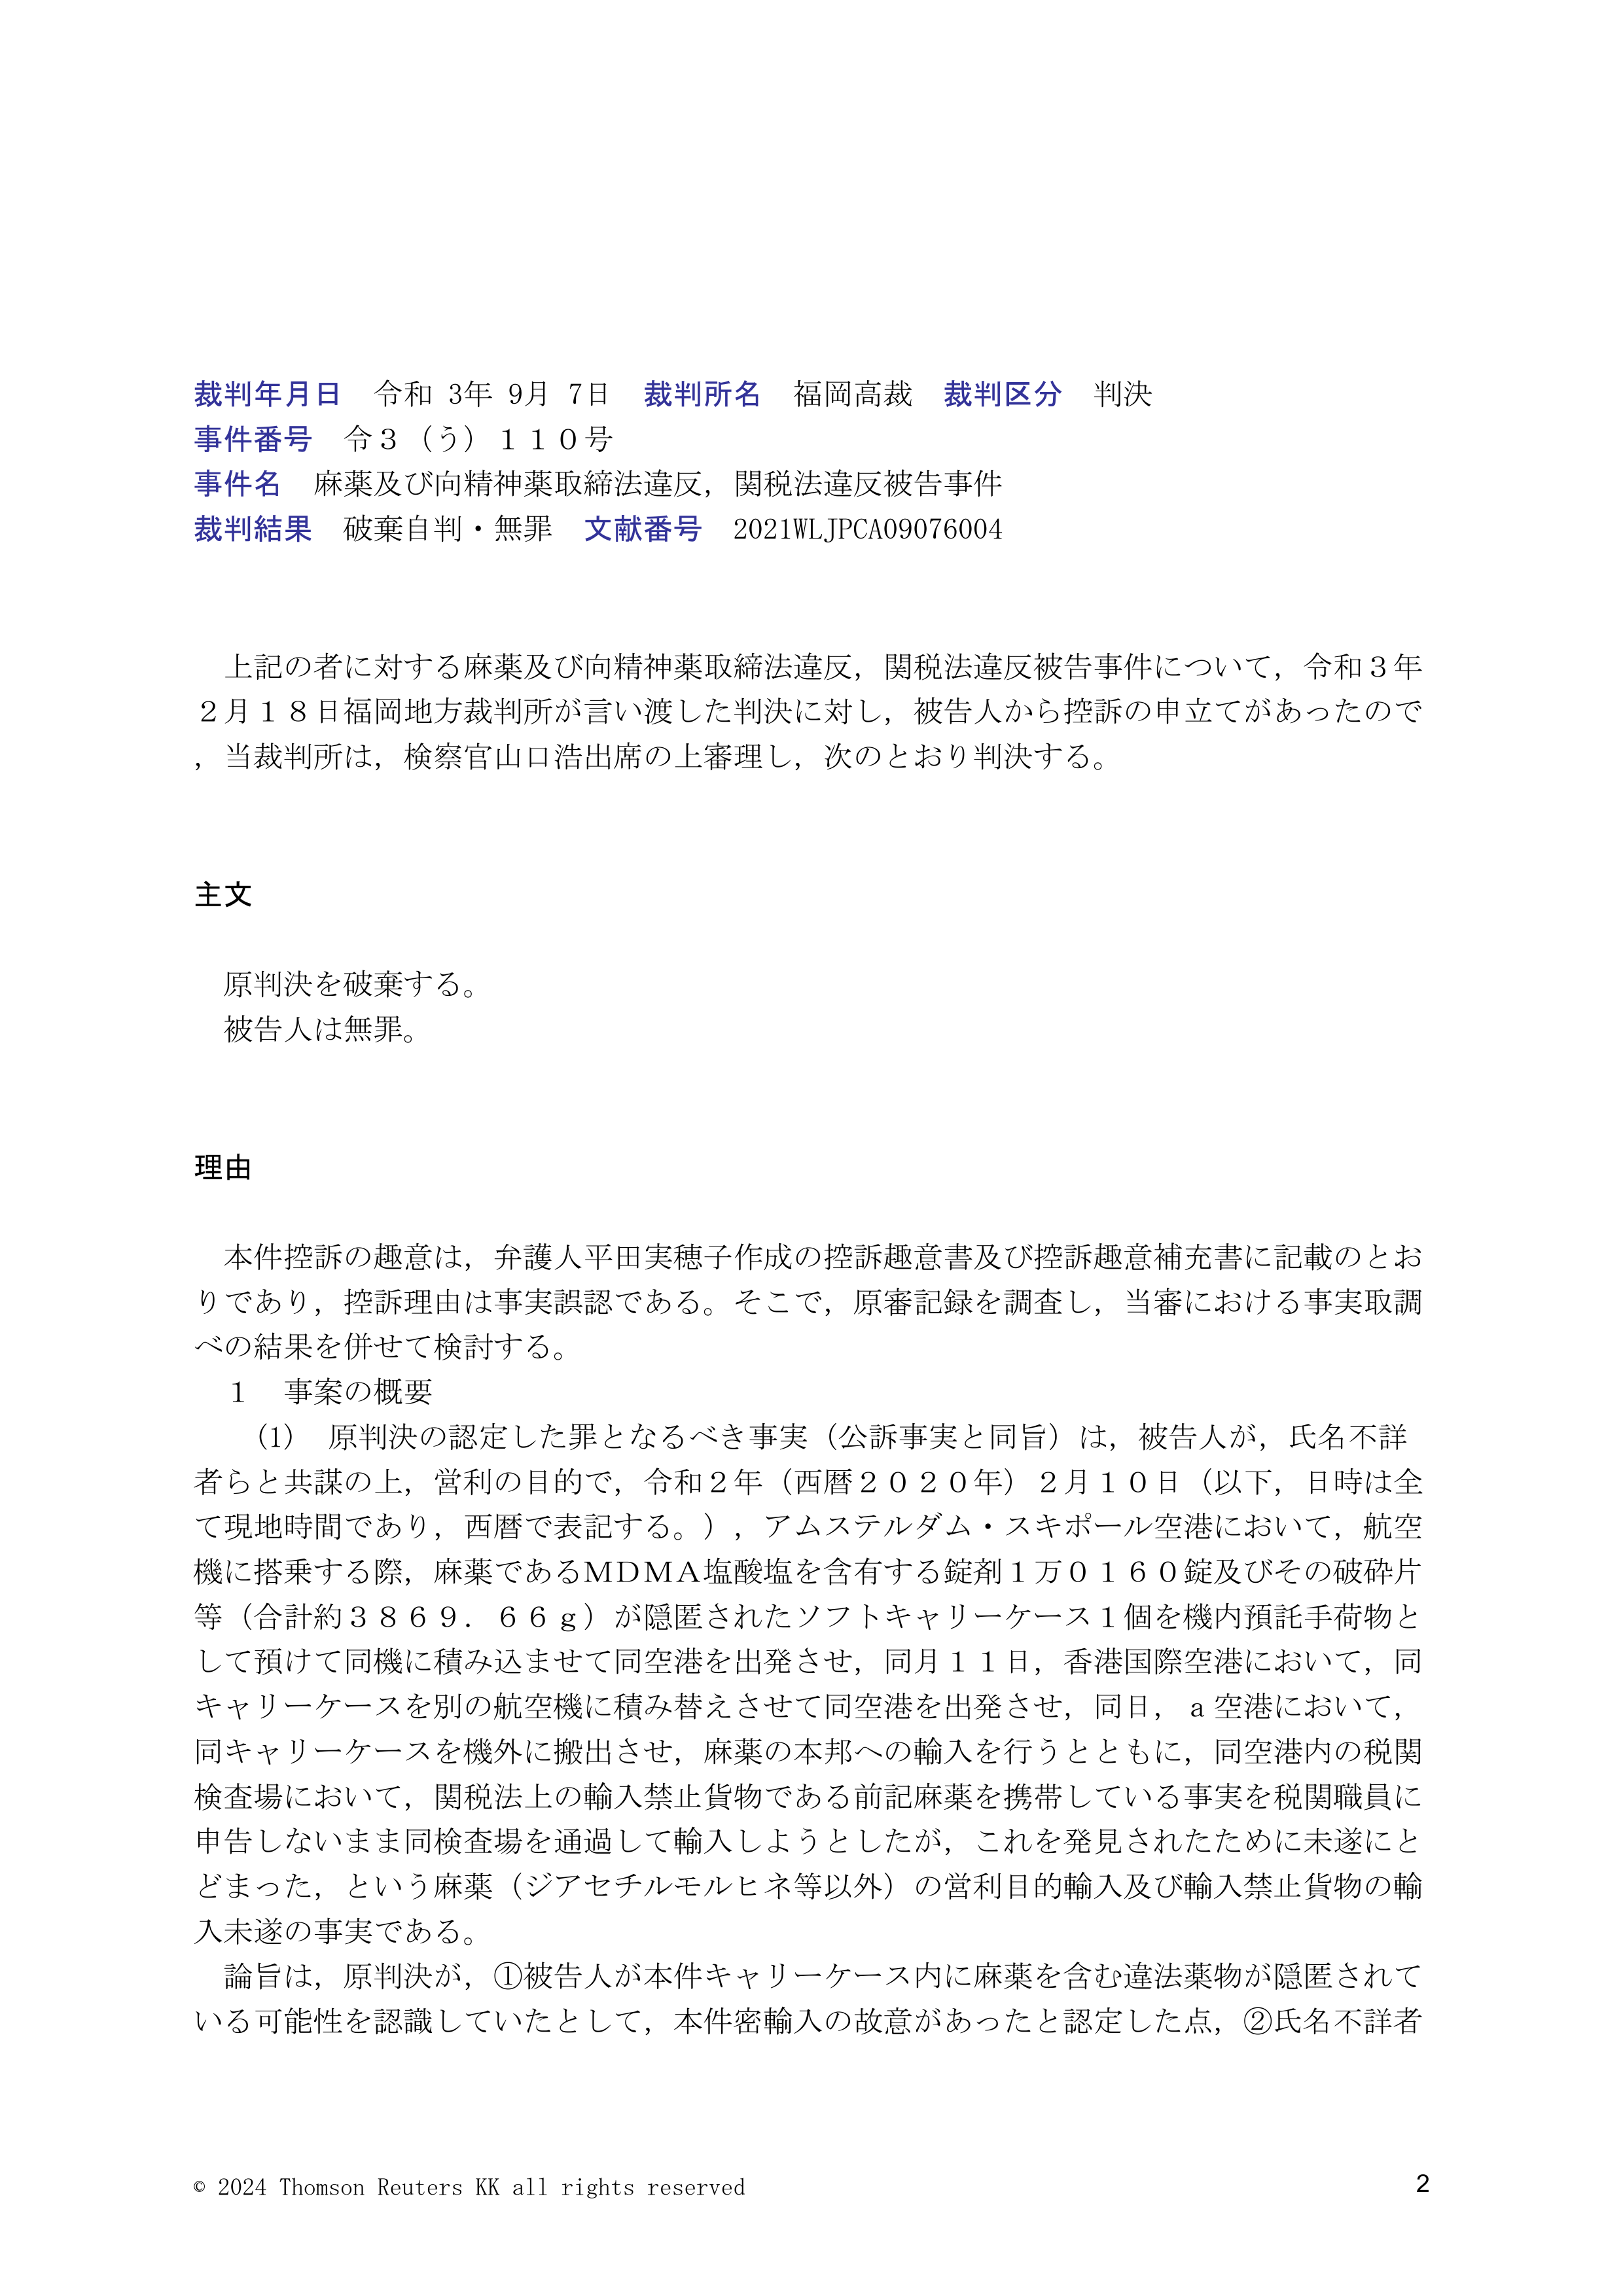 裁判年月日　令和 3年 9月 7日　裁判所名　福岡高裁　裁判区分　判決
事件番号　令３（う）１１０号
事件名　麻薬及び向精神薬取締法違反，関税法違反被告事件
裁判結果　破棄自判・無罪　文献番号　2021WLJPCA09076004
　上記の者に対する麻薬及び向精神薬取締法違反，関税法違反被告事件について，令和３年
２月１８日福岡地方裁判所が言い渡した判決に対し，被告人から控訴の申立てがあったので
，当裁判所は，検察官山口浩出席の上審理し，次のとおり判決する。
主文
　原判決を破棄する。
　被告人は無罪。
理由
　本件控訴の趣意は，弁護人平田実穂子作成の控訴趣意書及び控訴趣意補充書に記載のとお
りであり，控訴理由は事実誤認である。そこで，原審記録を調査し，当審における事実取調
べの結果を併せて検討する。
　１　事案の概要
　　(1)　原判決の認定した罪となるべき事実（公訴事実と同旨）は，被告人が，氏名不詳
者らと共謀の上，営利の目的で，令和２年（西暦２０２０年）２月１０日（以下，日時は全
て現地時間であり，西暦で表記する。），アムステルダム・スキポール空港において，航空
機に搭乗する際，麻薬であるＭＤＭＡ塩酸塩を含有する錠剤１万０１６０錠及びその破砕片
等（合計約３８６９．６６ｇ）が隠匿されたソフトキャリーケース１個を機内預託手荷物と
して預けて同機に積み込ませて同空港を出発させ，同月１１日，香港国際空港において，同
キャリーケースを別の航空機に積み替えさせて同空港を出発させ，同日，ａ空港において，
同キャリーケースを機外に搬出させ，麻薬の本邦への輸入を行うとともに，同空港内の税関
検査場において，関税法上の輸入禁止貨物である前記麻薬を携帯している事実を税関職員に
申告しないまま同検査場を通過して輸入しようとしたが，これを発見されたために未遂にと
どまった，という麻薬（ジアセチルモルヒネ等以外）の営利目的輸入及び輸入禁止貨物の輸
入未遂の事実である。
　論旨は，原判決が，①被告人が本件キャリーケース内に麻薬を含む違法薬物が隠匿されて
いる可能性を認識していたとして，本件密輸入の故意があったと認定した点，②氏名不詳者
© 2024 Thomson Reuters KK all rights reserved
2